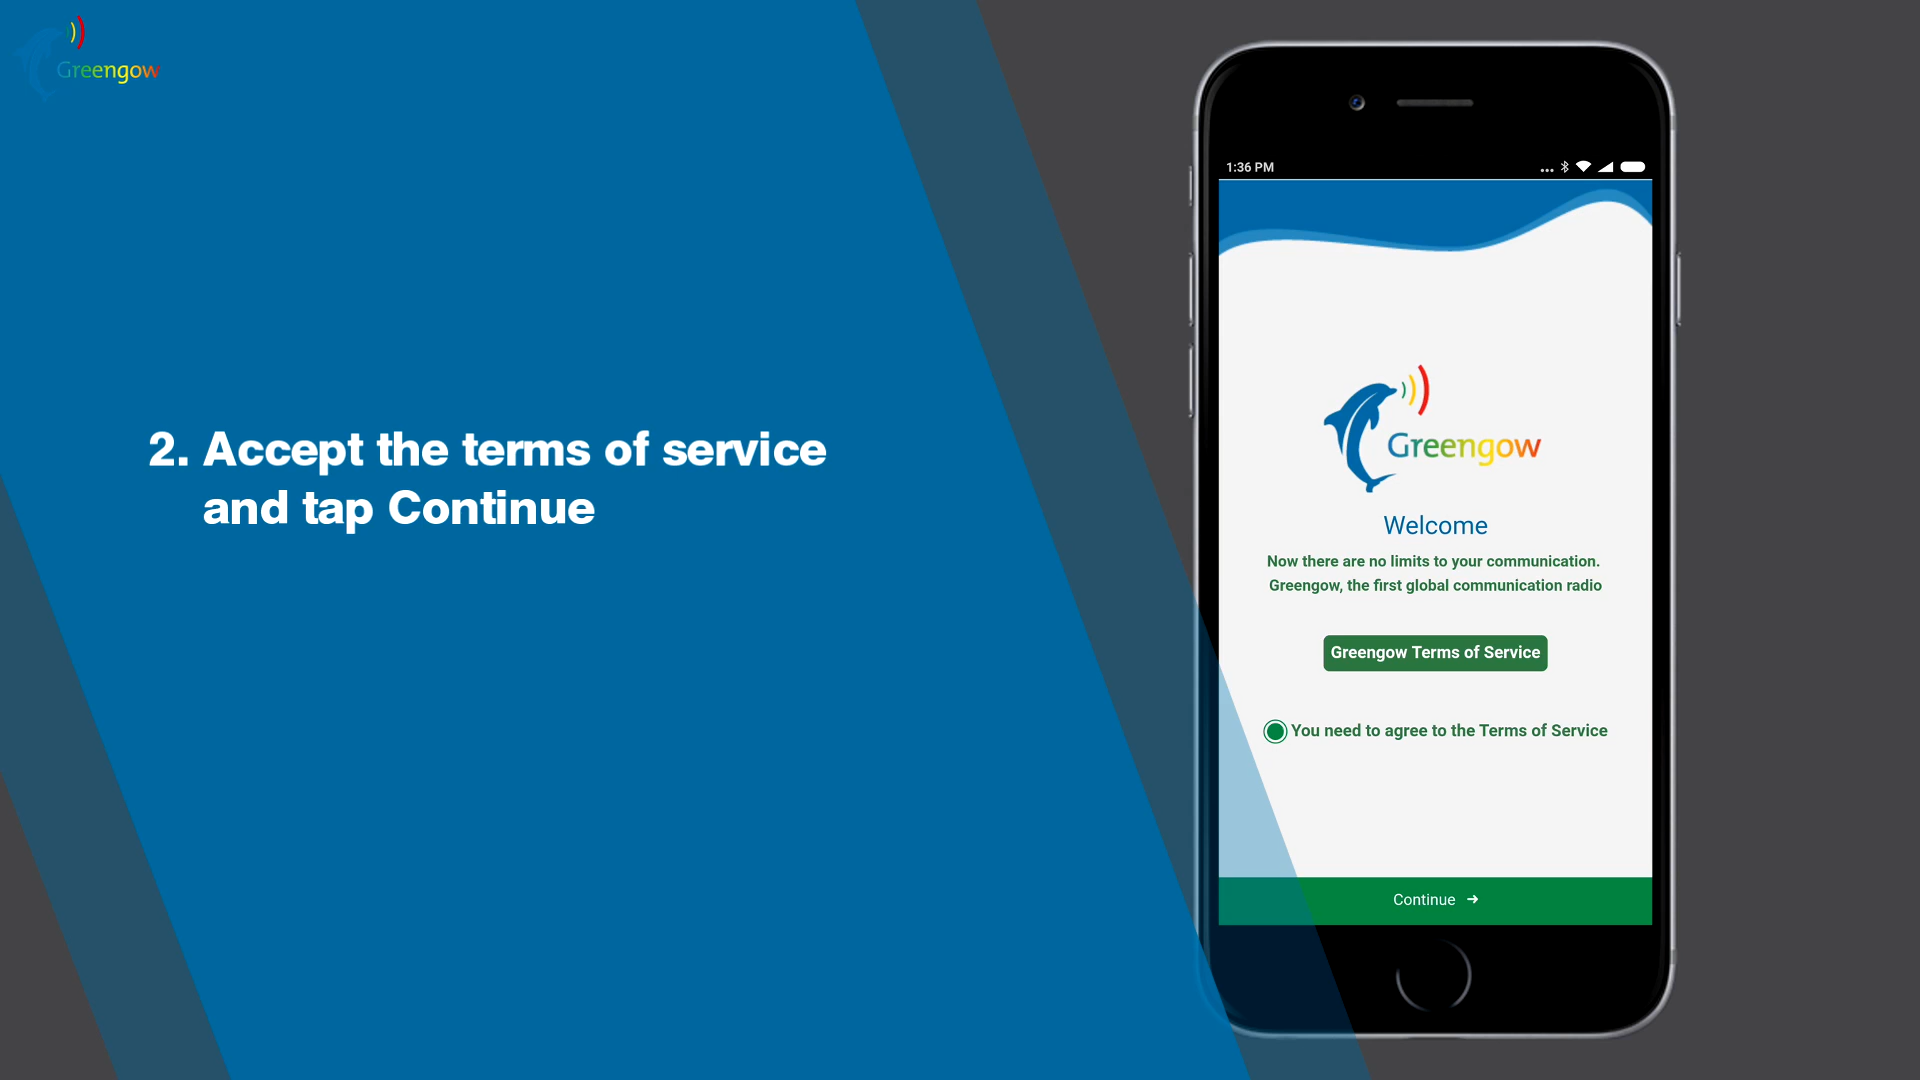 Greengow
2. Accept the terms of service
and tap Continue
1:36 PM
Greengow
Welcome
Now there are no limits to your communication.
Greengow, the first global communication radio
Greengow Terms of Service
You need to agree to the Terms of Service
Continue